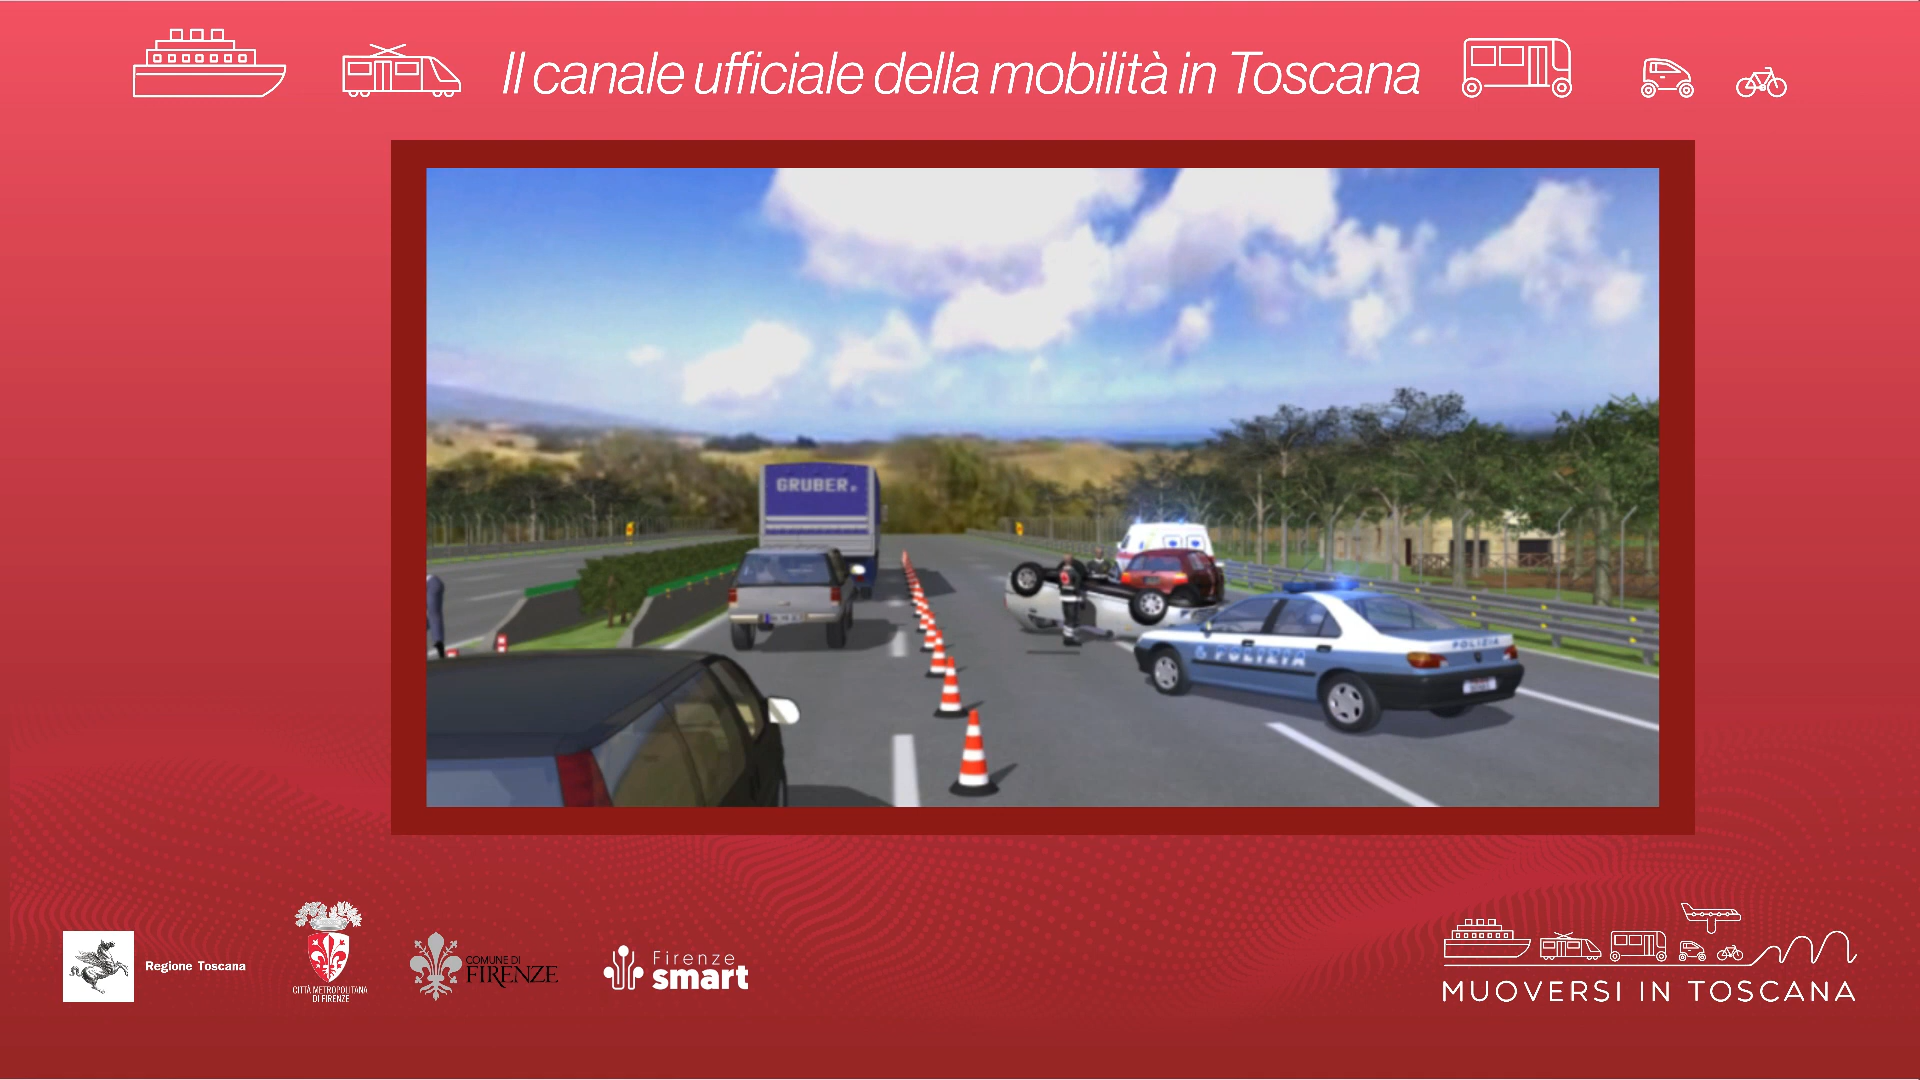 Il canale ufficiale della mobilità in Toscana
GRUBER
POLIZIA
POLIZIA
Regione Toscana
CITTÀ METROPOLITANA
DI FIRENZE
COMUNE DI
FIRENZE
Firenze
smart
MUOVERSI IN TOSCANA